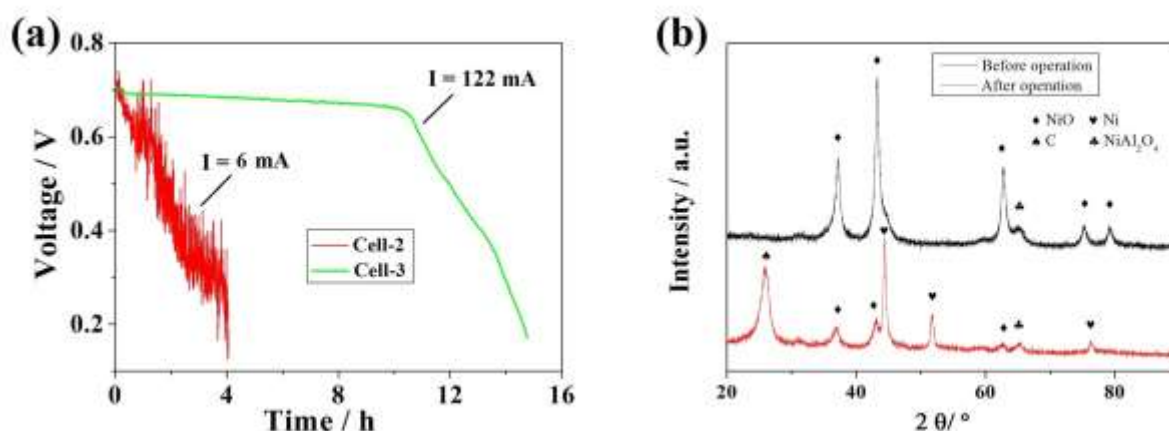 (a)
0.8
0.6
0.4
0.2
0
4
8
12
16
Voltage / V
Time / h
I = 122 mA
I = 6 mA
Cell-2
Cell-3
(b)
Before operation
After operation
♦ NiO ♥ Ni
♠ C ♣ NiAl₂O₄
Intensity / a.u.
20
40
60
80
2 θ/ °